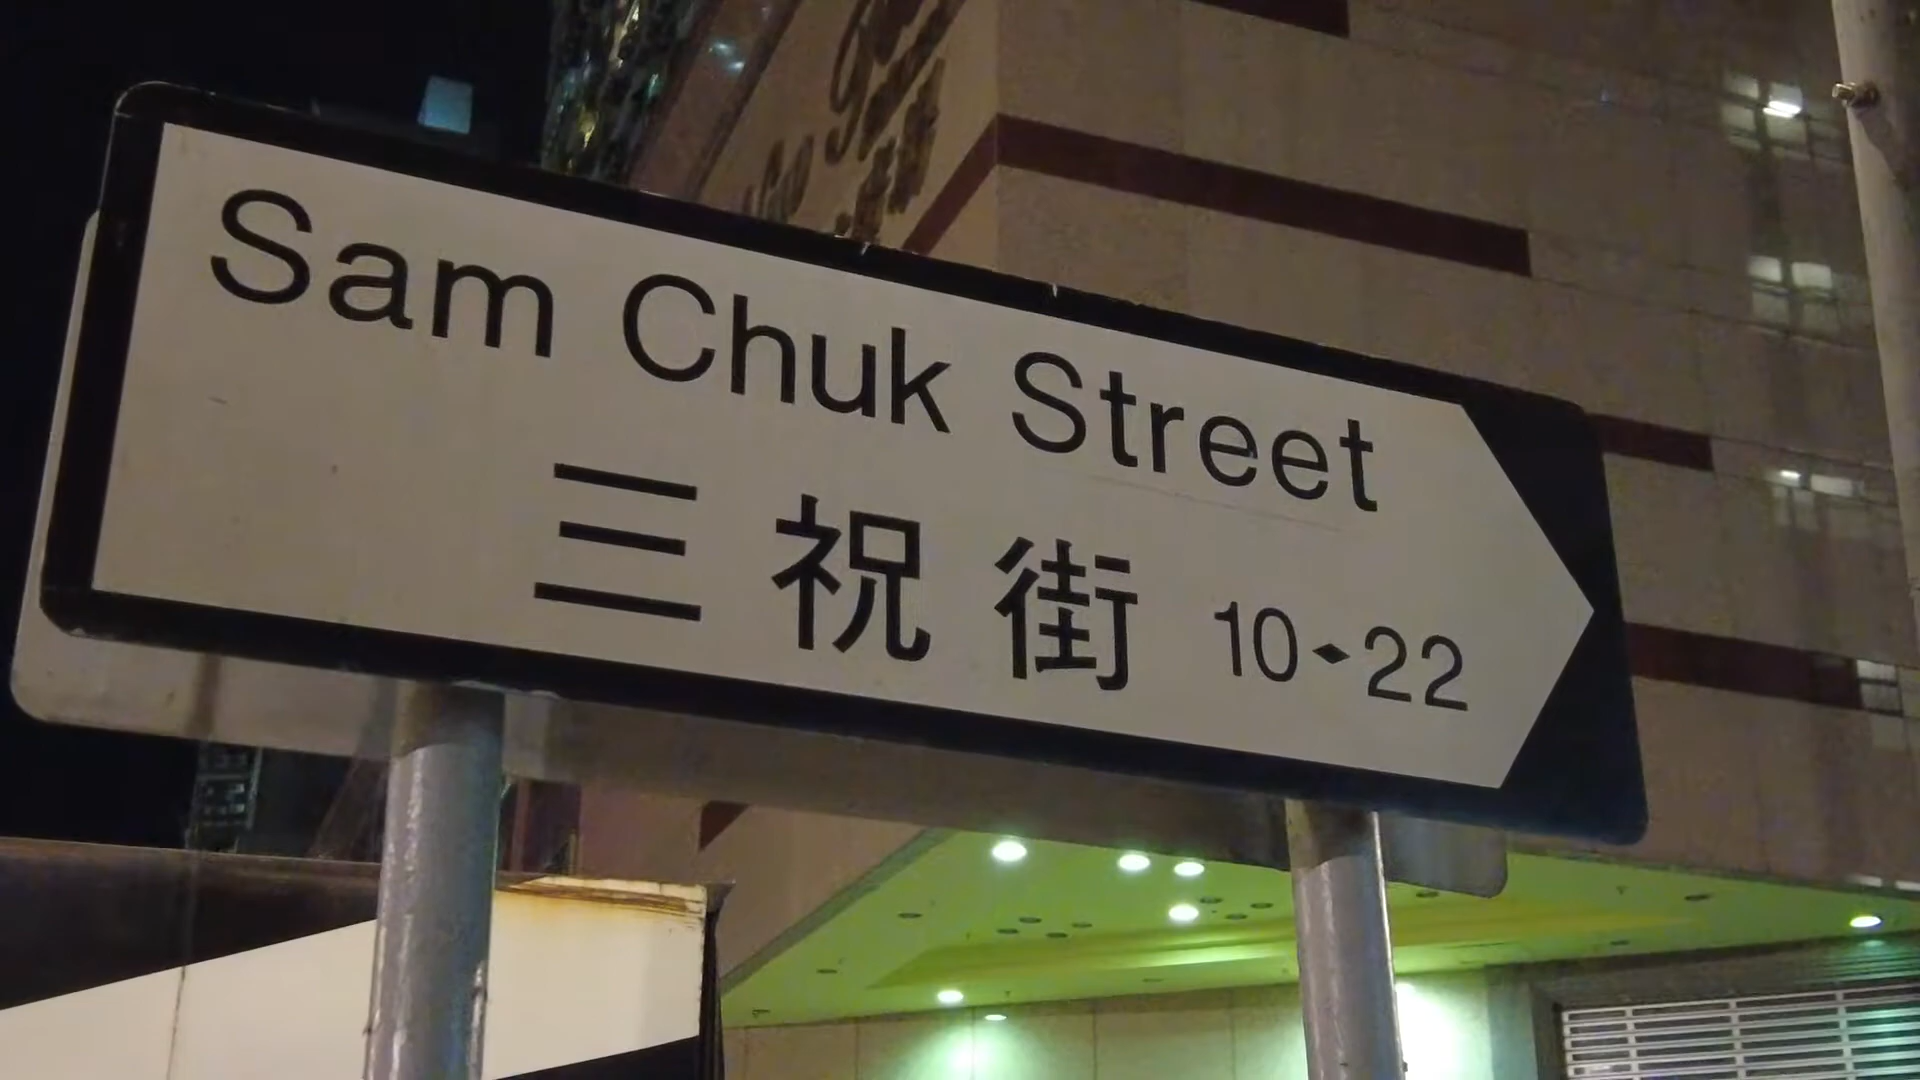 Sam Chuk Street
三祝街 10◆22